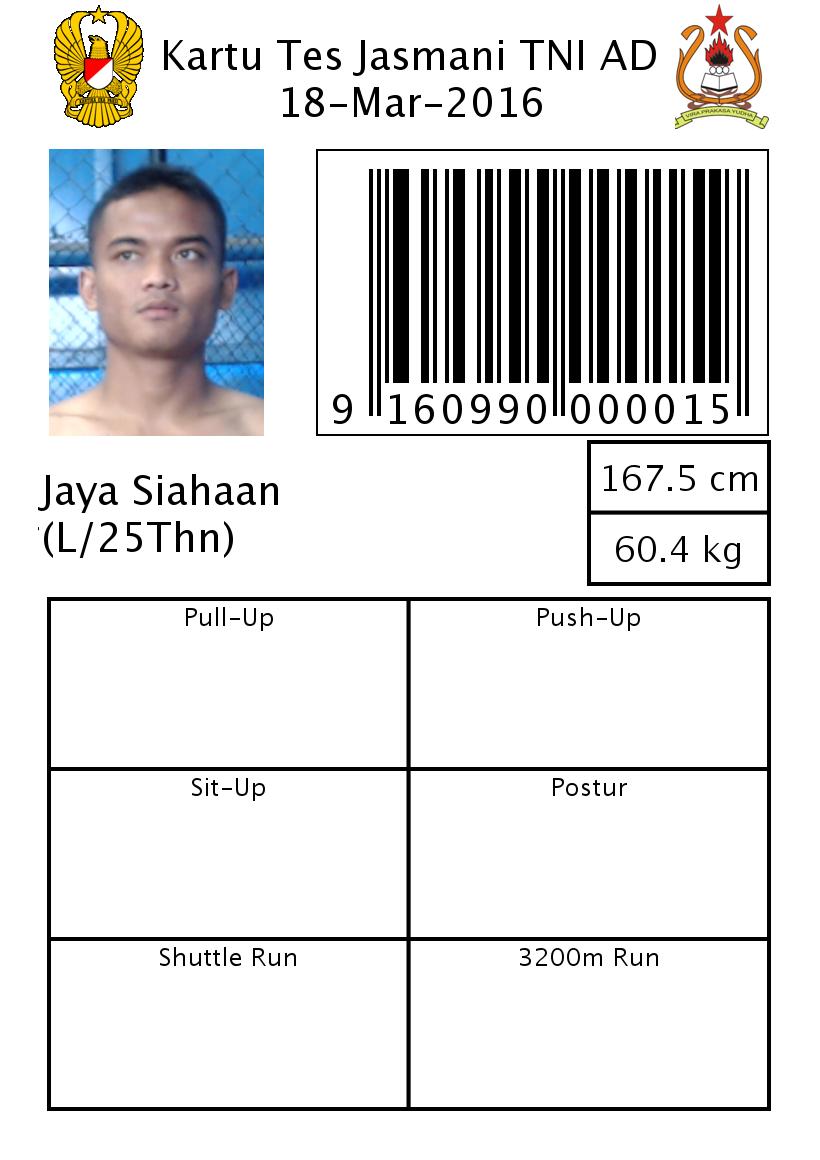 Kartu Tes Jasmani TNI AD
18-Mar-2016
VIRA PRAKASA YUDHA
9 160990 000015
167.5 cm
Jaya Siahaan
(L/25Thn)
60.4 kg
Pull-Up
Push-Up
Sit-Up
Postur
Shuttle Run
3200m Run